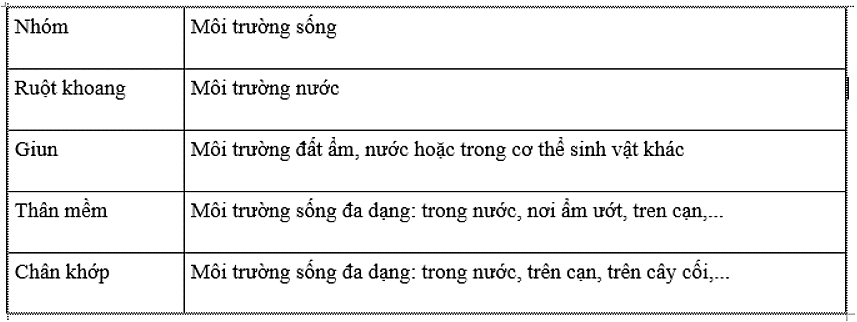 Nhóm Môi trường sống
Ruột khoang Môi trường nước
Giun Môi trường đất ẩm, nước hoặc trong cơ thể sinh vật khác
Thân mềm Môi trường sống đa dạng: trong nước, nơi ẩm ướt, tren cạn,...
Chân khớp Môi trường sống đa dạng: trong nước, trên cạn, trên cây cối,...